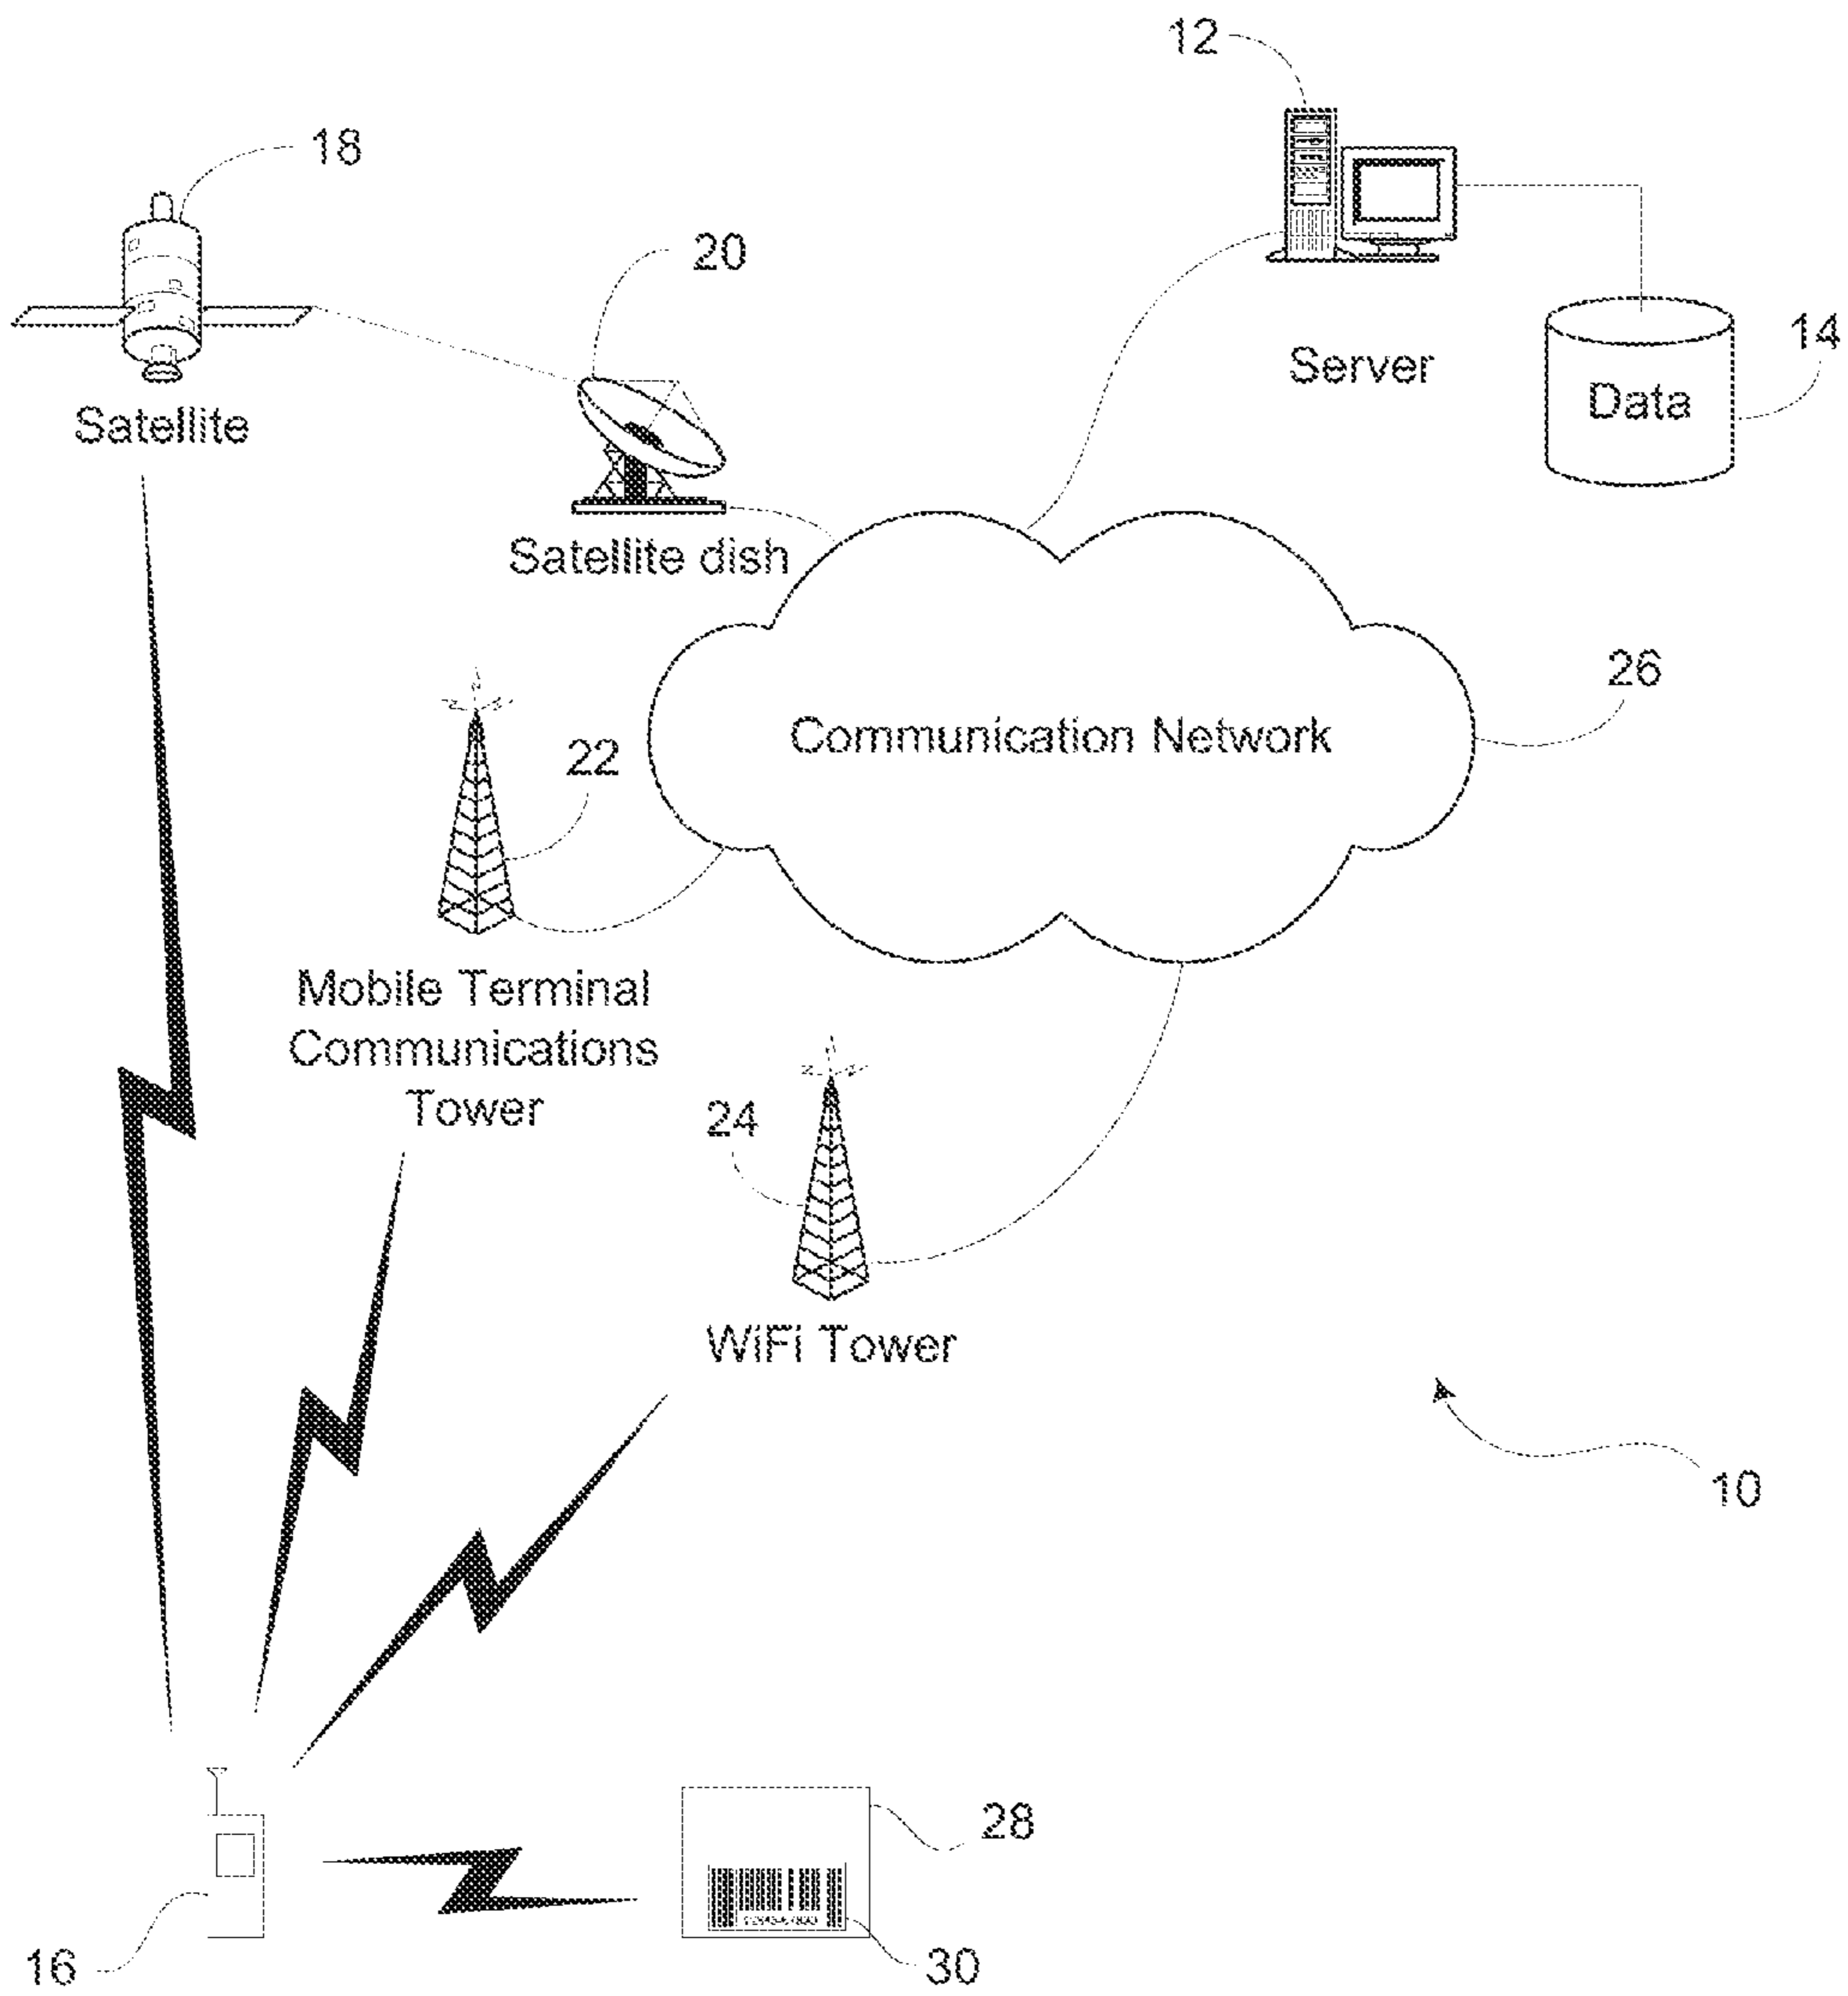 12
18
20
14
Server
Data
Satellite
Satellite dish
26
Communication Network
22
Mobile Terminal
Communications
Tower
24
WiFi Tower
10
28
16
30